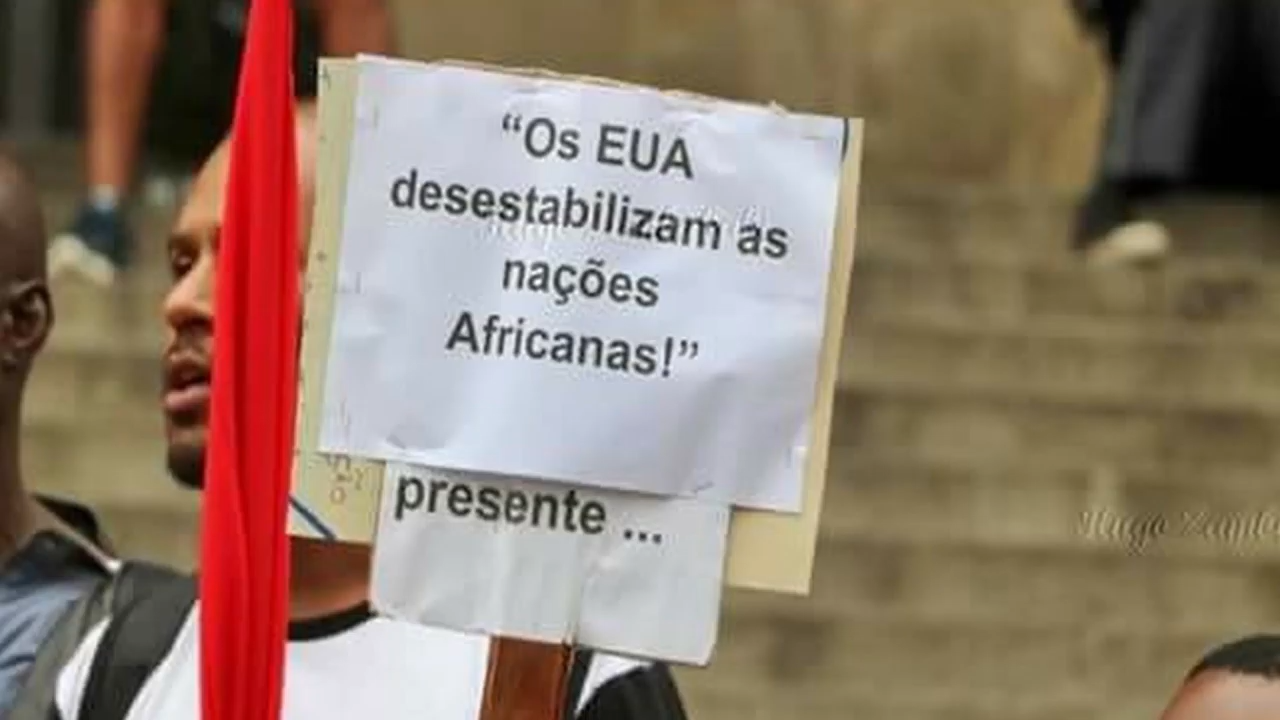 “Os EUA
desestabilizam as
nações
Africanas!”
presente ...